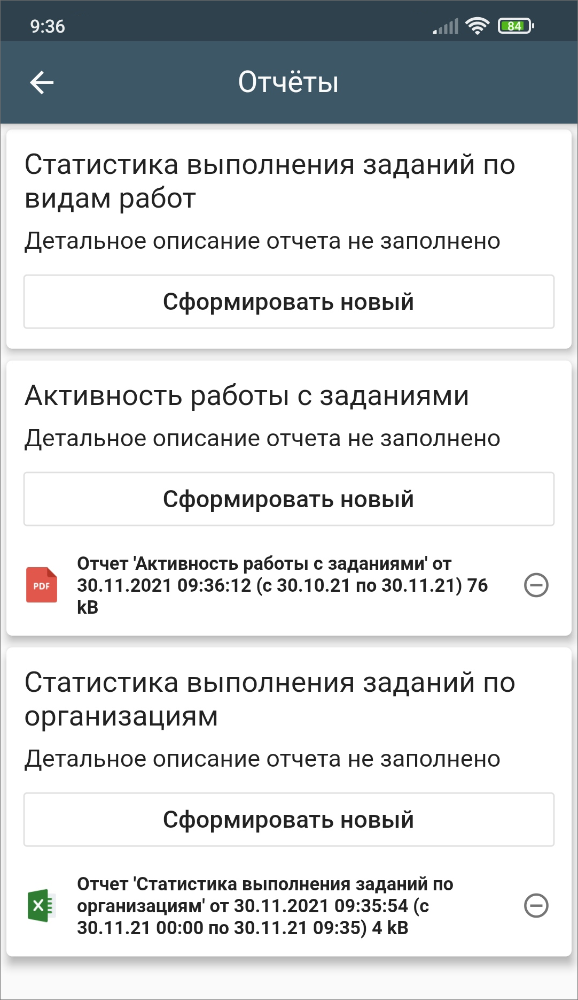 9:36
84
Отчёты
Статистика выполнения заданий по
видам работ
Детальное описание отчета не заполнено
Сформировать новый
Активность работы с заданиями
Детальное описание отчета не заполнено
Сформировать новый
PDF
Отчет 'Активность работы с заданиями' от
30.11.2021 09:36:12 (с 30.10.21 по 30.11.21) 76
kB
Статистика выполнения заданий по
организациям
Детальное описание отчета не заполнено
Сформировать новый
X
Отчет 'Статистика выполнения заданий по
организациям' от 30.11.2021 09:35:54 (с
30.11.21 00:00 по 30.11.21 09:35) 4 kB